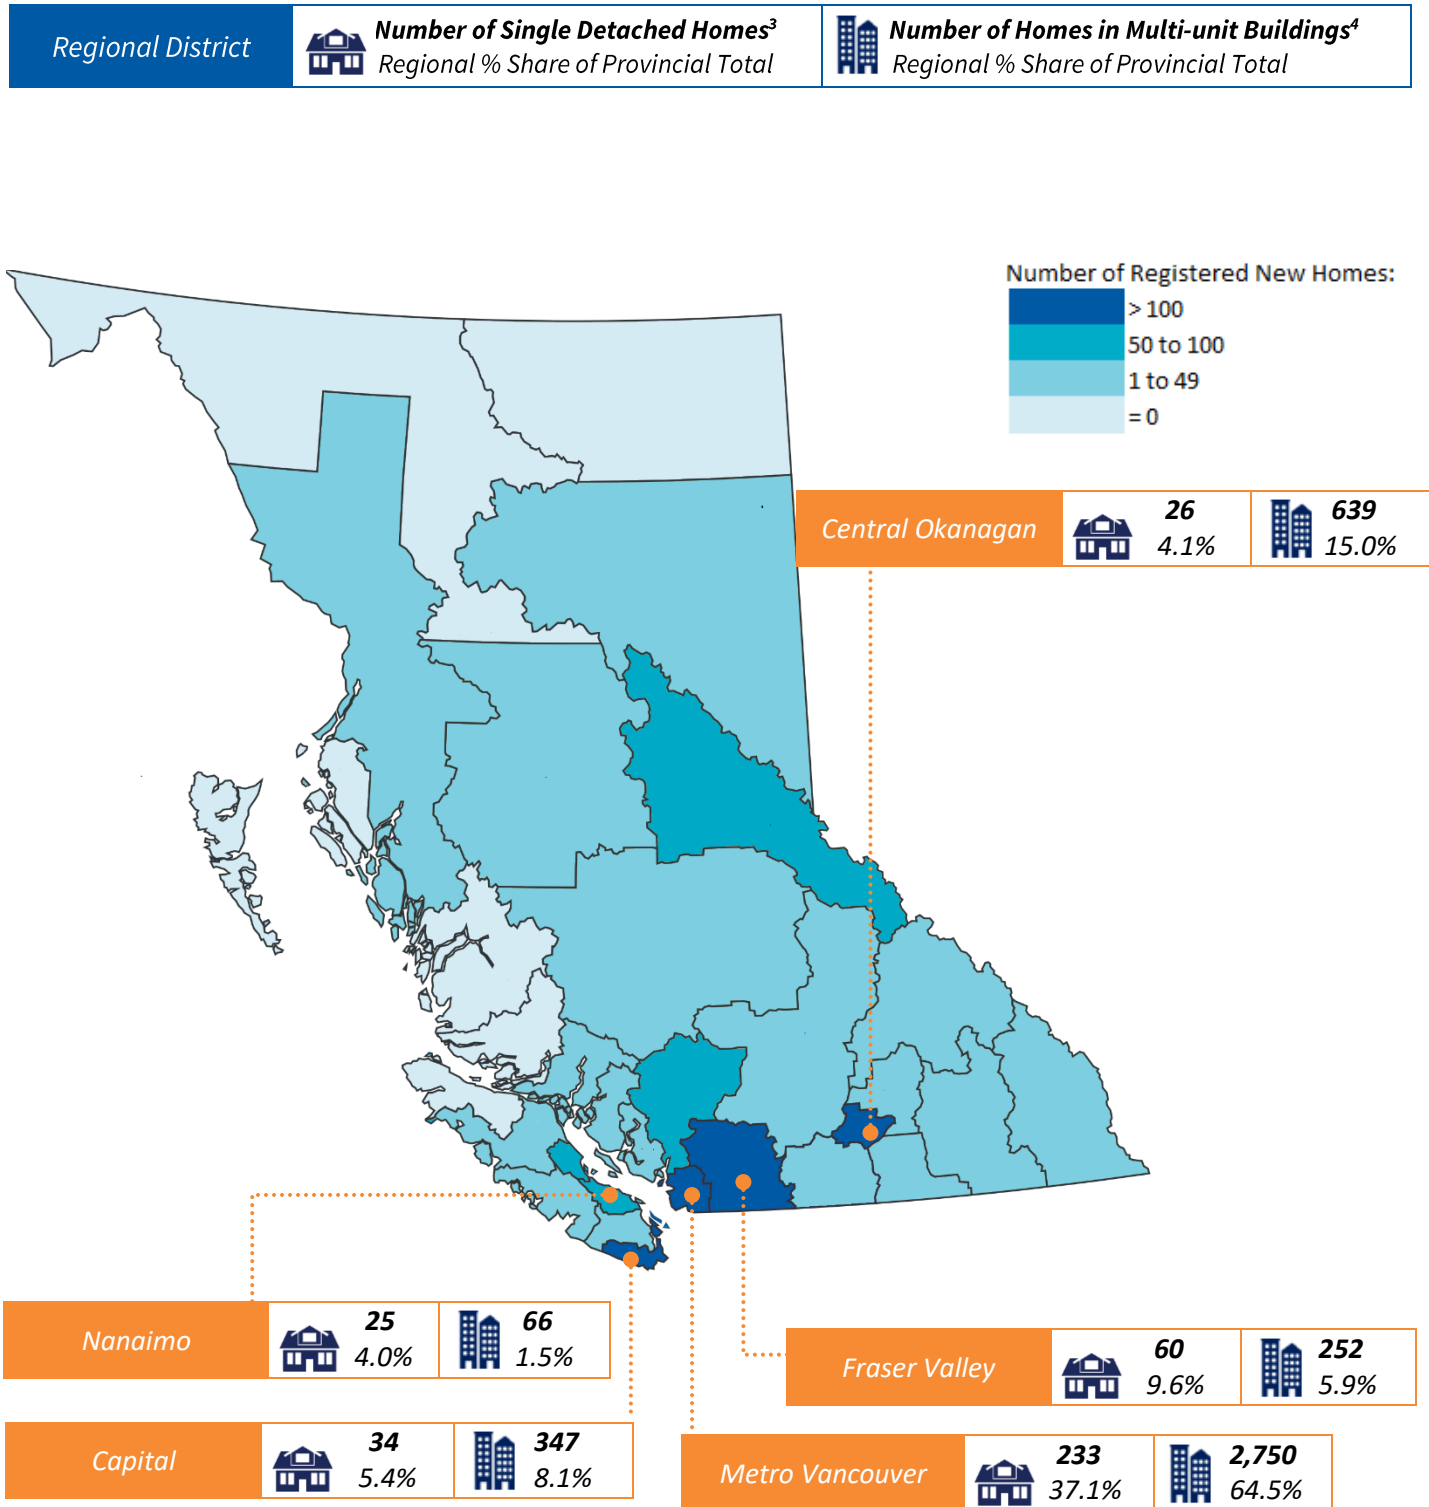 Regional District
Number of Single Detached Homes³
Regional % Share of Provincial Total
Number of Homes in Multi-unit Buildings⁴
Regional % Share of Provincial Total
Number of Registered New Homes:
> 100
50 to 100
1 to 49
= 0
Central Okanagan
26
4.1%
639
15.0%
Nanaimo
25
4.0%
66
1.5%
Fraser Valley
60
9.6%
252
5.9%
Capital
34
5.4%
347
8.1%
Metro Vancouver
233
37.1%
2,750
64.5%